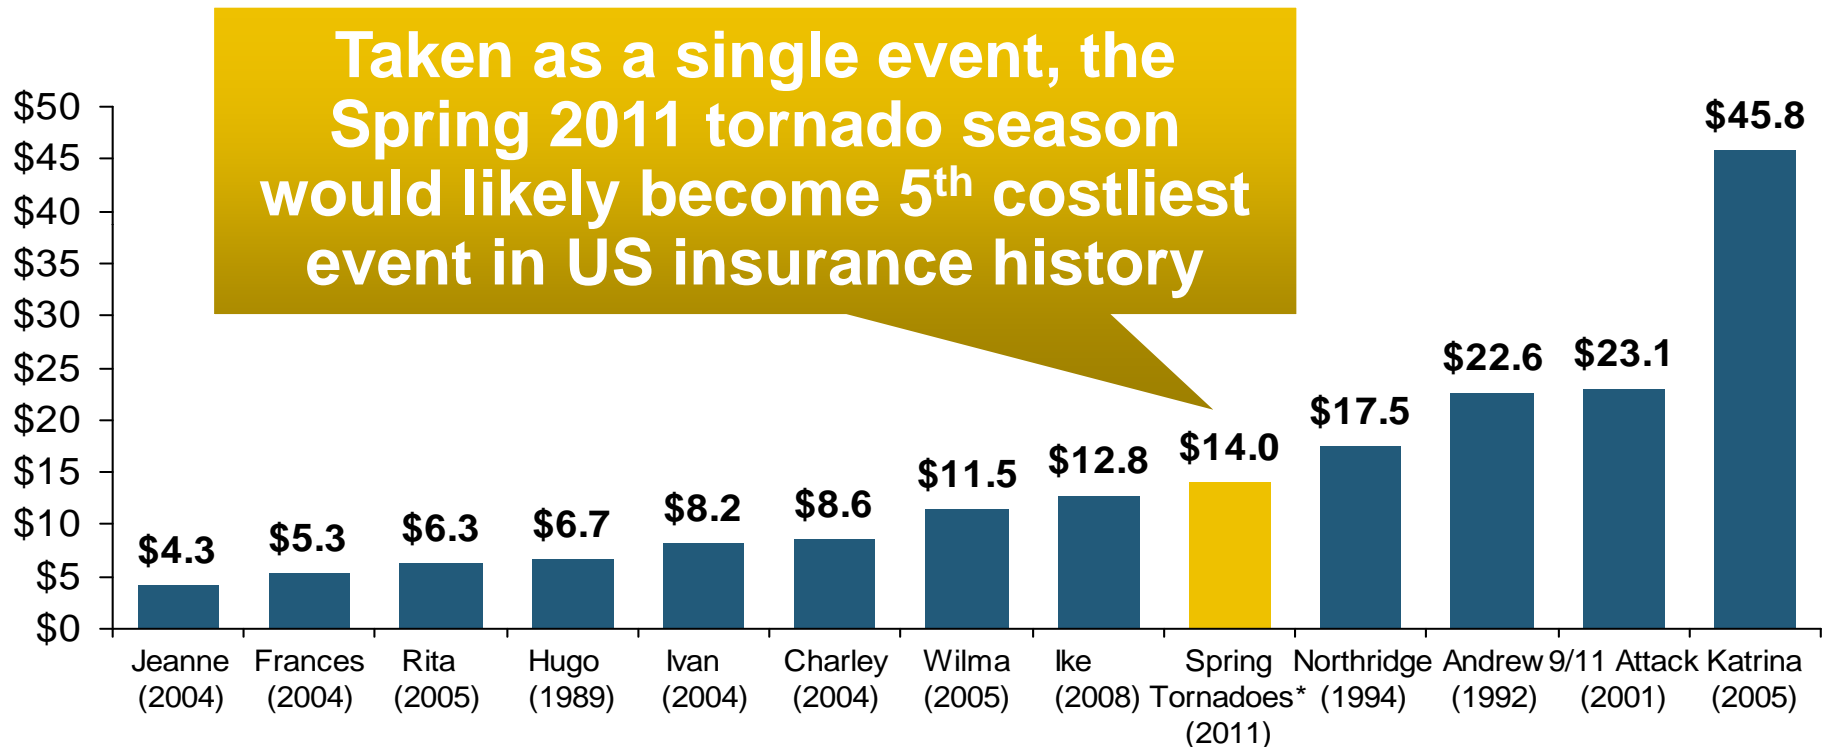 Taken as a single event, the
Spring 2011 tornado season
would likely become 5th costliest
event in US insurance history
$50
$45
$40
$35
$30
$25
$20
$15
$10
$5
$0
$4.3
$5.3
$6.3
$6.7
$8.2
$8.6
$11.5
$12.8
$14.0
$17.5
$22.6
$23.1
$45.8
Jeanne
(2004)
Frances
(2004)
Rita
(2005)
Hugo
(1989)
Ivan
(2004)
Charley
(2004)
Wilma
(2005)
Ike
(2008)
Spring
Tornadoes*
(2011)
Northridge
(1994)
Andrew
(1992)
9/11 Attack
(2001)
Katrina
(2005)